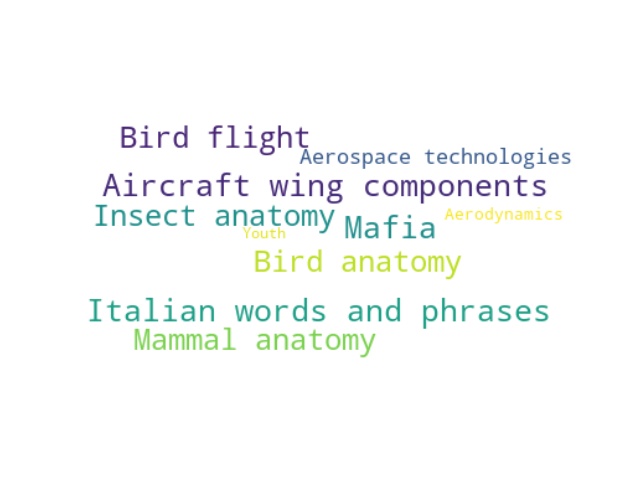 Bird flight
Aerospace technologies
Aircraft wing components
Insect anatomy
Mafia
Aerodynamics
Youth
Bird anatomy
Italian words and phrases
Mammal anatomy